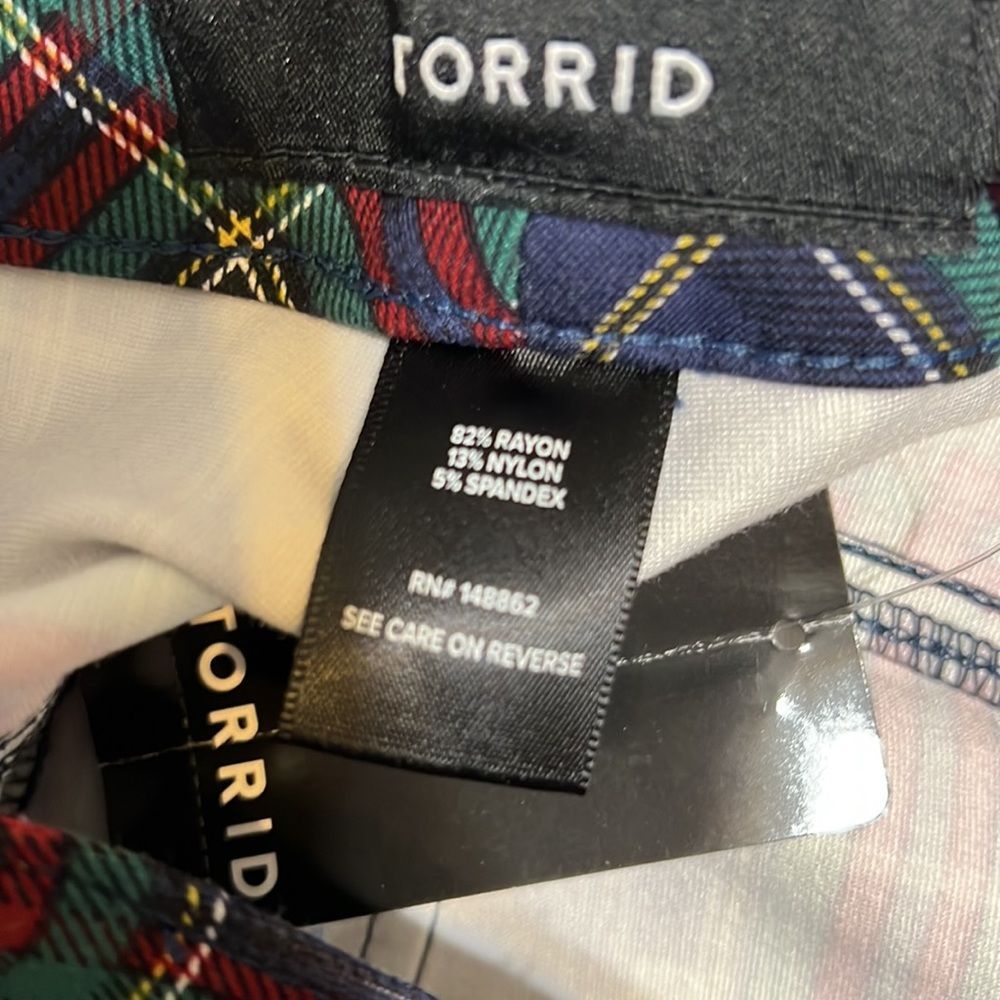 TORRID
82% RAYON
13% NYLON
5% SPANDEX
RN# 148862
SEE CARE ON REVERSE
TORRID